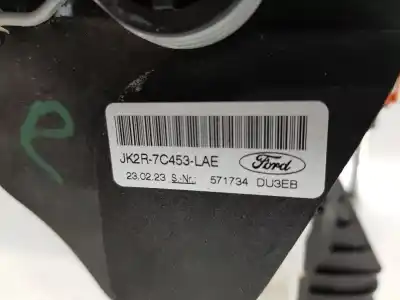 e
JK2R-7C453-LAE
Ford
23.02.23 S.-Nr.: 571734 DU3EB